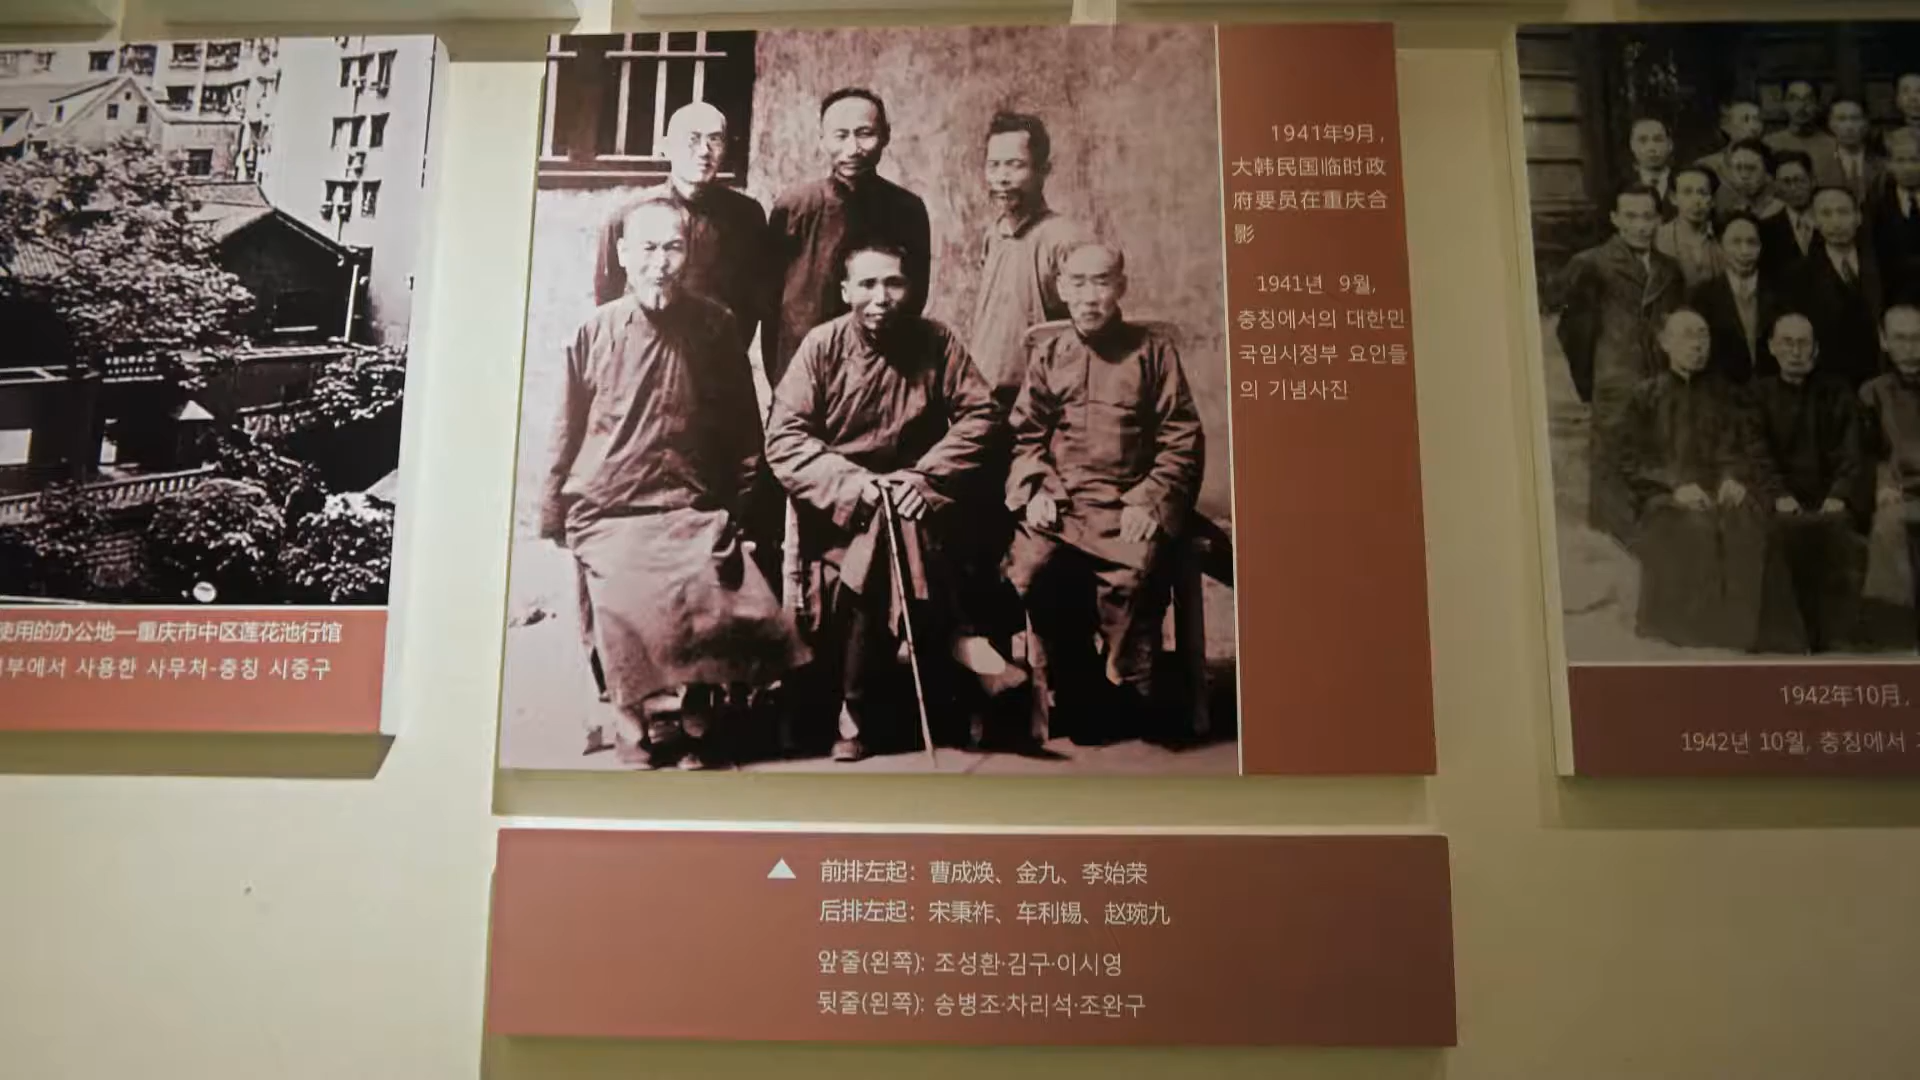 使用的办公地—重庆市中区莲花池行馆
부에서 사용한 사무처-충칭 시중구
1941年9月,
大韩民国临时政
府要员在重庆合
影
1941년 9월,
충칭에서의 대한민
국임시정부 요인들
의 기념사진
前排左起：曹成焕、金九、李始荣
后排左起：宋秉祚、车利锡、赵琬九
앞줄(왼쪽): 조성환·김구·이시영
뒷줄(왼쪽): 송병조·차리석·조완구
1942年10月,
1942년 10월, 충칭에서